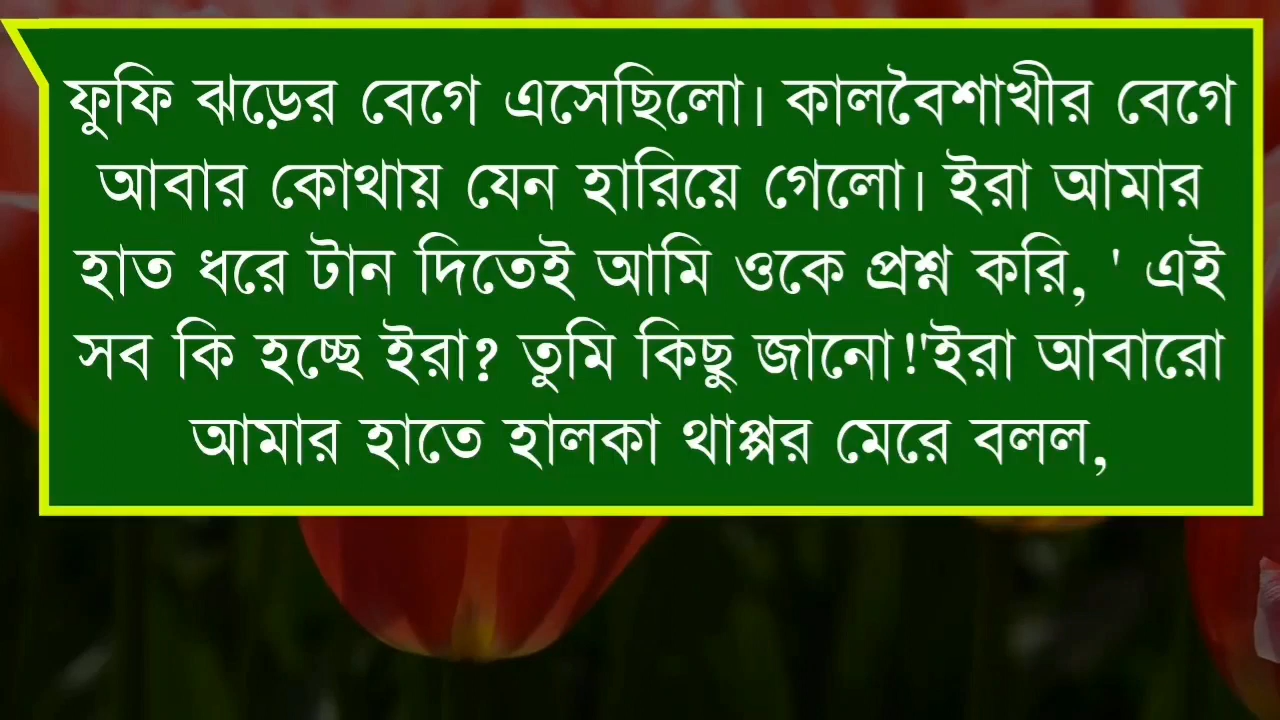 ফুফি ঝড়ের বেগে এসেছিলো। কালবৈশাখীর বেগে
আবার কোথায় যেন হারিয়ে গেলো। ইরা আমার
হাত ধরে টান দিতেই আমি ওকে প্রশ্ন করি, ' এই
সব কি হচ্ছে ইরা? তুমি কিছু জানো!'ইরা আবারো
আমার হাতে হালকা থাপ্পর মেরে বলল,